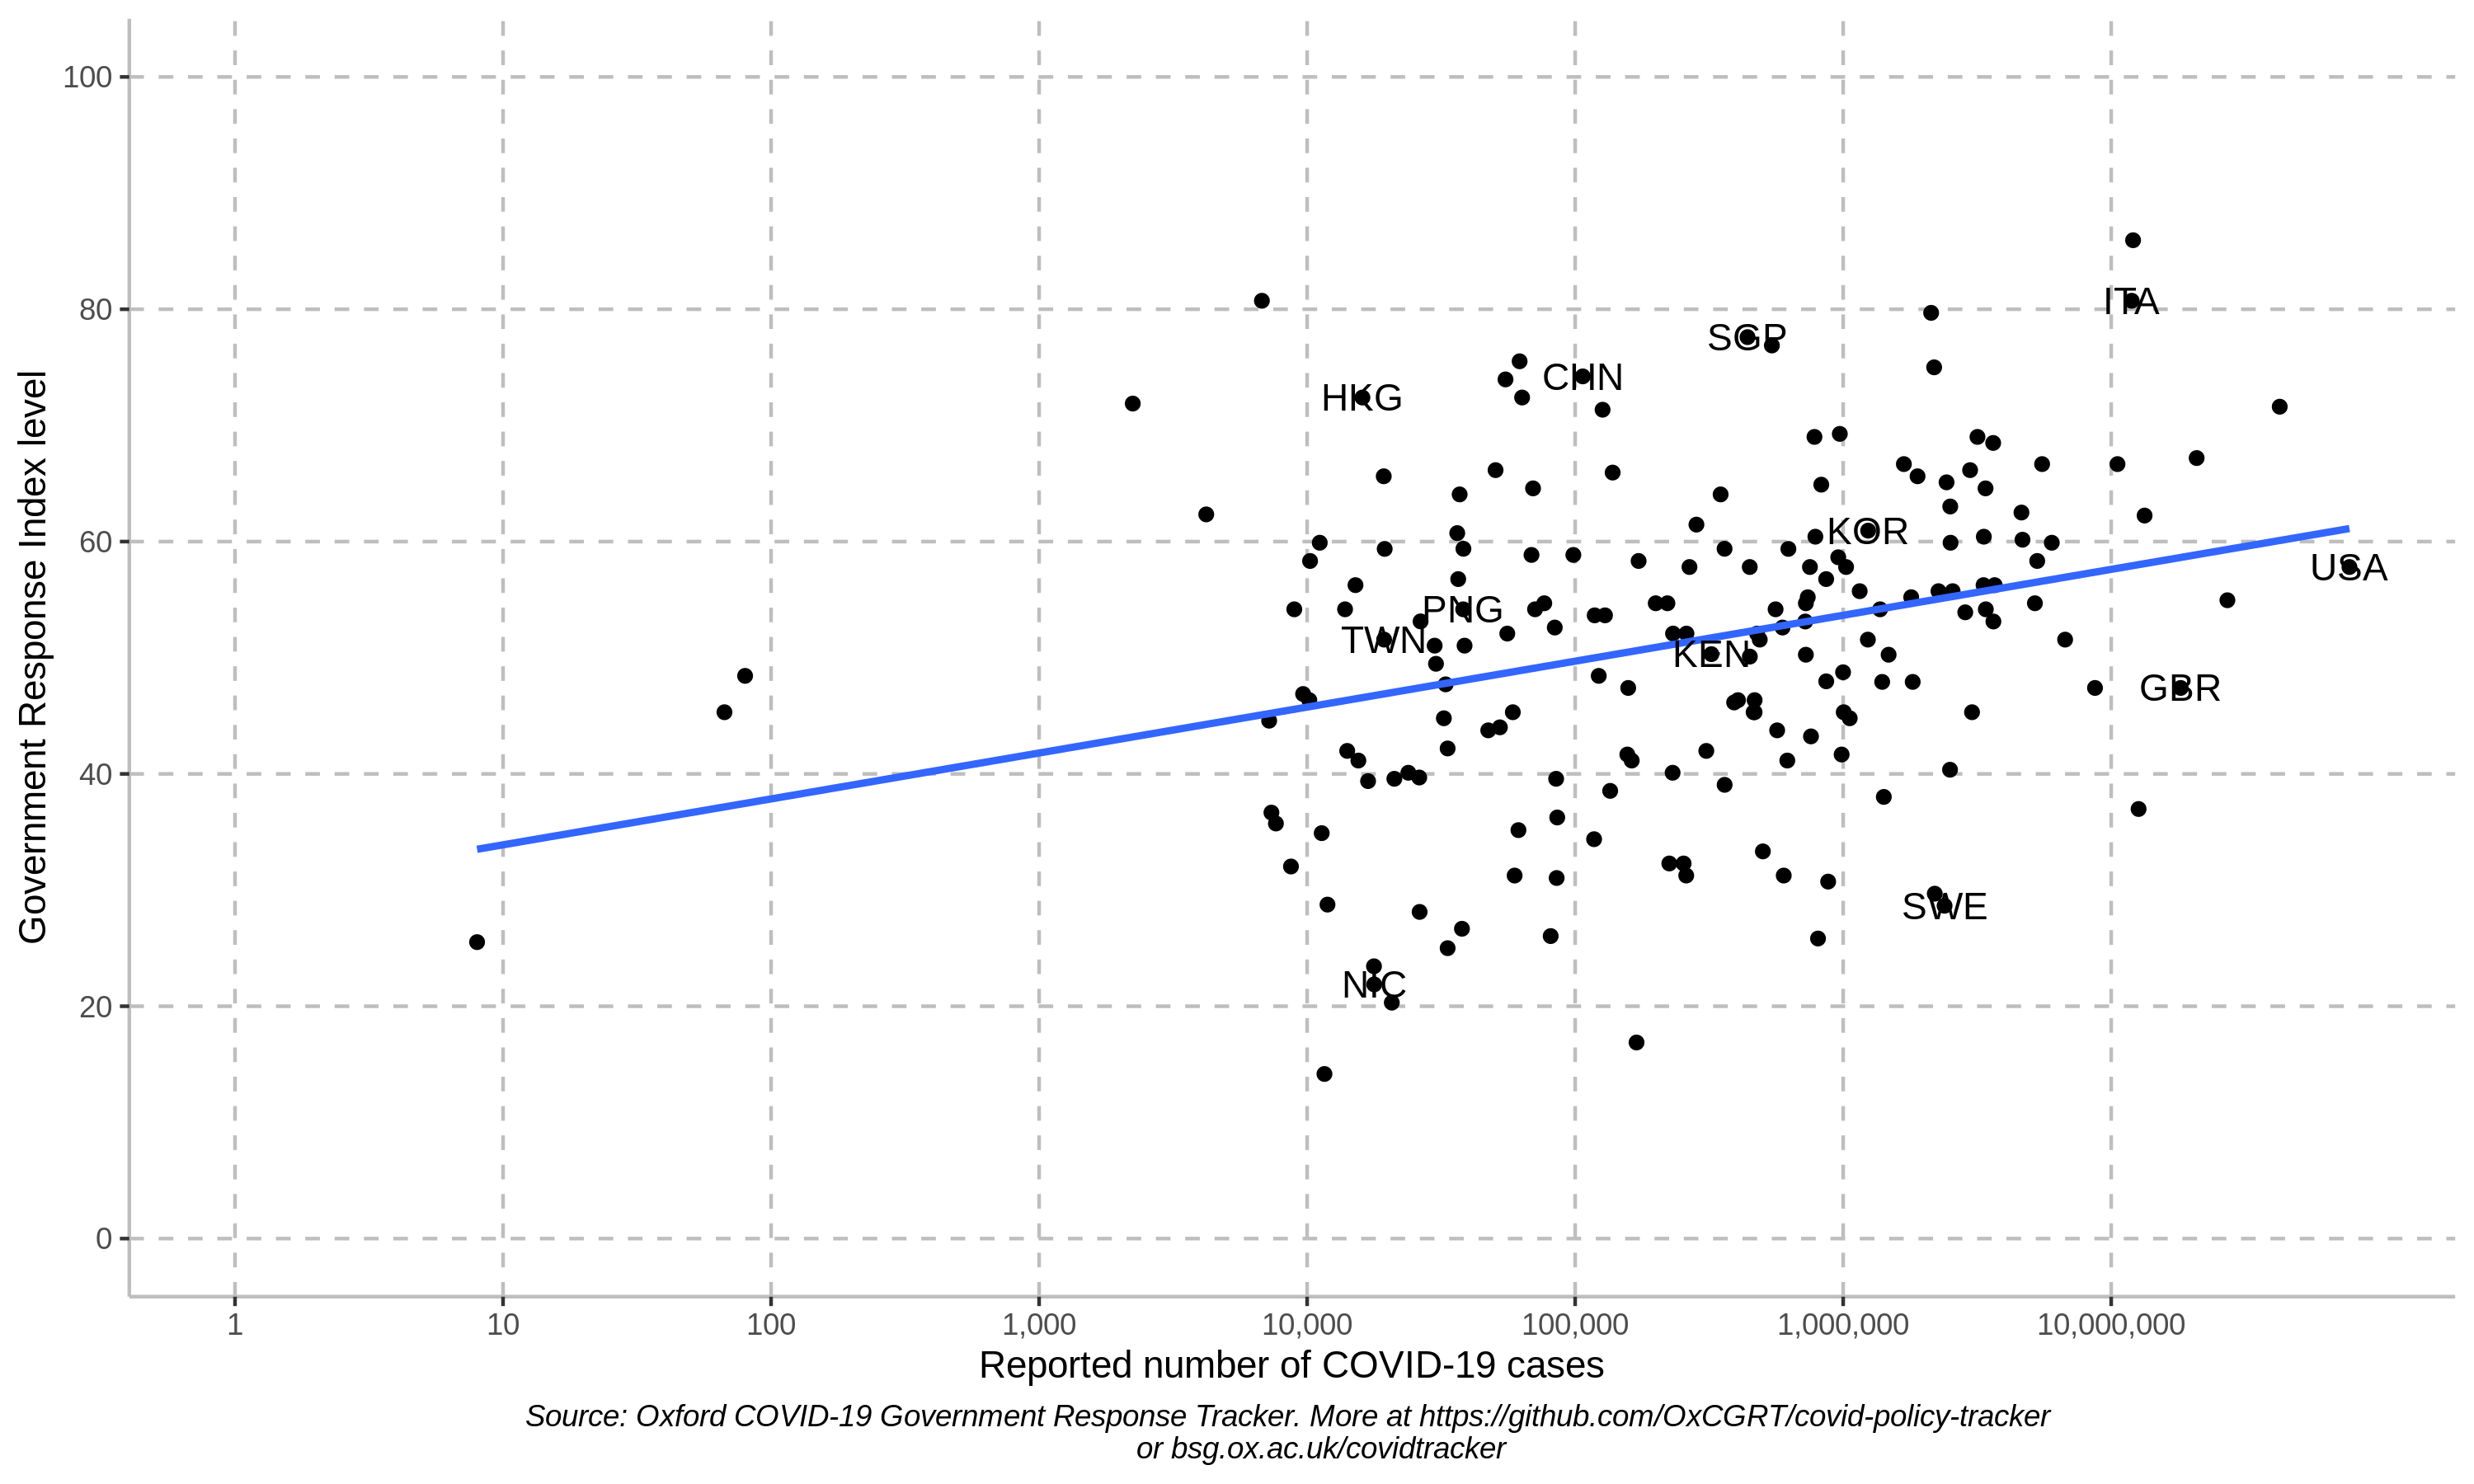 Government Response Index level
100
80
60
40
20
0
ITA
SGP
CHN
HKG
KOR
USA
PNG
TWN
KEN
GBR
SWE
NIC
1 10 100 1,000 10,000 100,000 1,000,000 10,000,000
Reported number of COVID-19 cases
Source: Oxford COVID-19 Government Response Tracker. More at https://github.com/OxCGRT/covid-policy-tracker
or bsg.ox.ac.uk/covidtracker